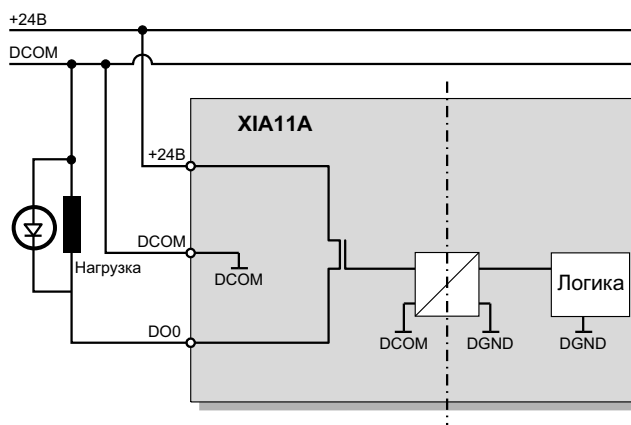 +24В
DCOM
XIA11A
+24В
DCOM
DCOM
Нагрузка
Логика
DO0
DCOM
DGND
DGND